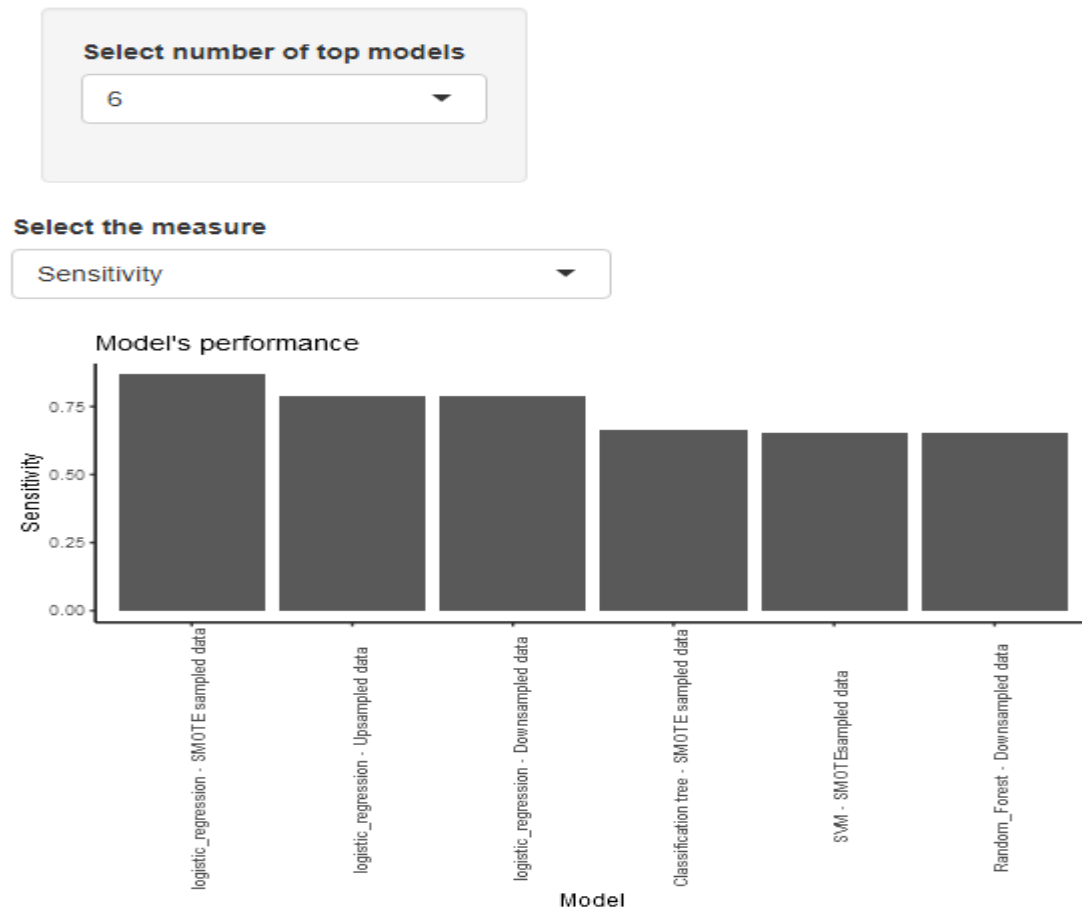 Select number of top models
6
Select the measure
Sensitivity
Model's performance
Sensitivity
0.75
0.50
0.25
0.00
logistic_regression - SMOTE sampled data
logistic_regression - Upsampled data
logistic_regression - Downsampled data
Classification tree - SMOTE sampled data
SVM - SMOTEsampled data
Random_Forest - Downsampled data
Model